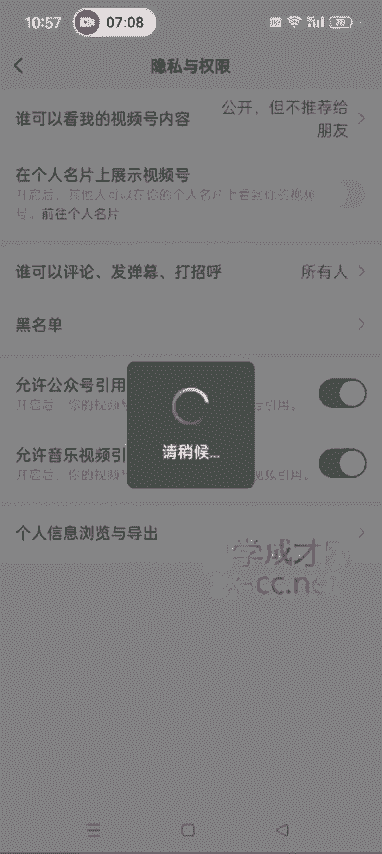 10:57
07:08
78
隐私与权限
谁可以看我的视频号内容
公开，但不推荐给
朋友
在个人名片上展示视频号
开启后，其他人可以在你的个人名片上看到你的视频
号。前往个人名片
谁可以评论、发弹幕、打招呼
所有人
黑名单
允许公众号引用
开启后，你的视频
引用。
请稍候...
允许音乐视频引
开启后，你的视频
视频引用。
个人信息浏览与导出
学成才
-cc.ne